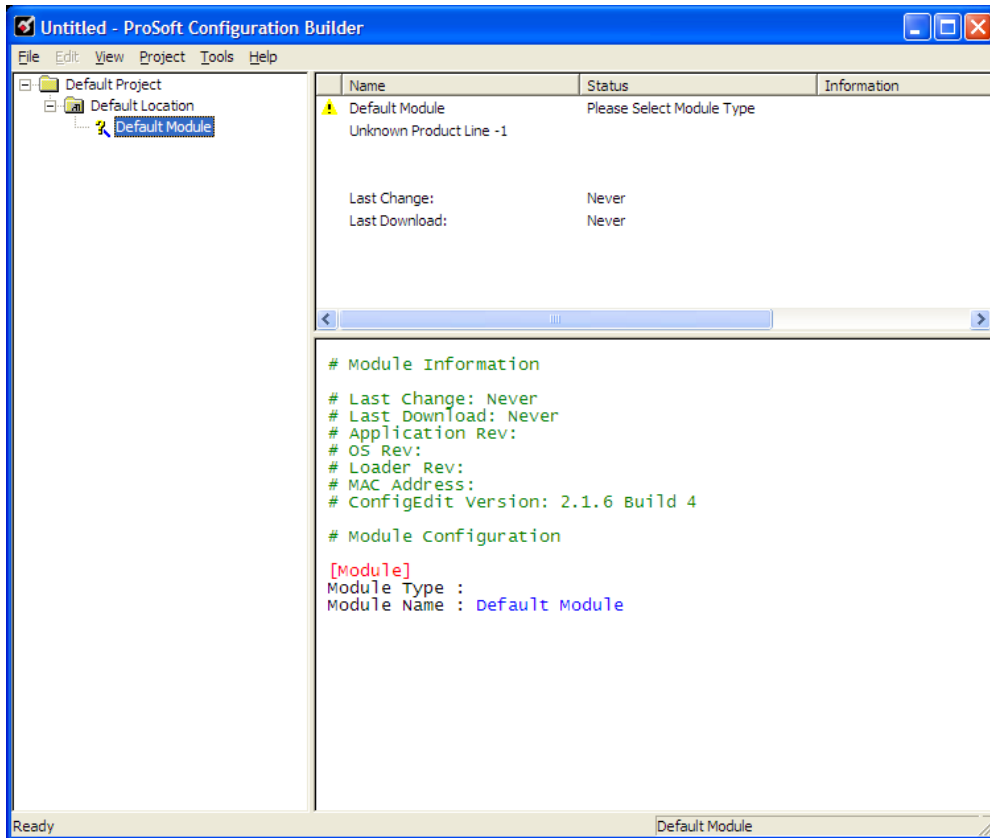 Untitled - ProSoft Configuration Builder
File Edit View Project Tools Help
Default Project
Default Location
Default Module
Name Status Information
Default Module Please Select Module Type
Unknown Product Line -1
Last Change: Never
Last Download: Never
# Module Information
# Last Change: Never
# Last Download: Never
# Application Rev:
# OS Rev:
# Loader Rev:
# MAC Address:
# ConfigEdit Version: 2.1.6 Build 4
# Module Configuration
[Module]
Module Type :
Module Name : Default Module
Ready Default Module